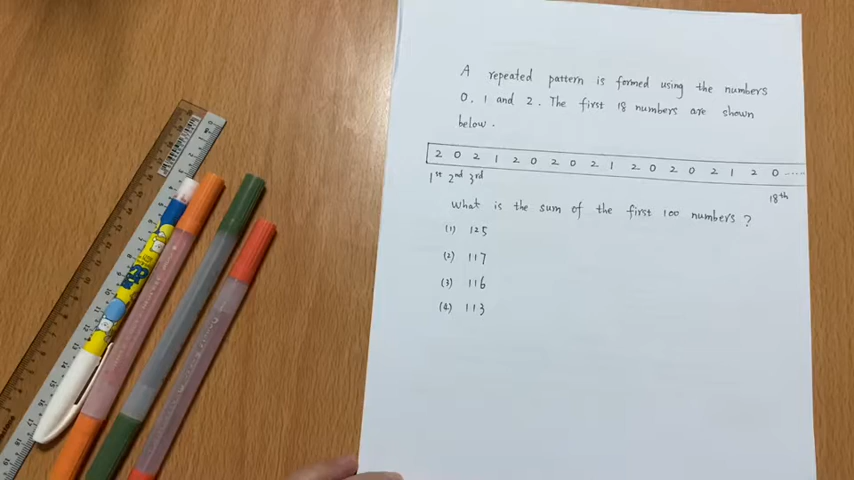 A repeated pattern is formed using the numbers
0, 1 and 2. The first 18 numbers are shown
below.
2 0 2 1 2 0 2 0 2 1 2 0 2 0 2 1 2 0 .....
1st 2nd 3rd
18th
What is the sum of the first 100 numbers?
(1) 125
(2) 117
(3) 116
(4) 113